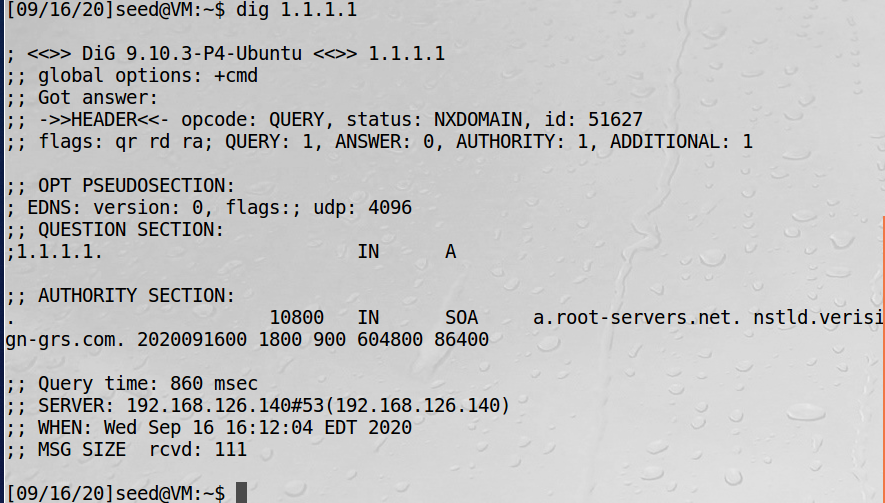 [09/16/20]seed@VM:~$ dig 1.1.1.1
; <<>> DiG 9.10.3-P4-Ubuntu <<>> 1.1.1.1
;; global options: +cmd
;; Got answer:
;; ->>HEADER<<- opcode: QUERY, status: NXDOMAIN, id: 51627
;; flags: qr rd ra; QUERY: 1, ANSWER: 0, AUTHORITY: 1, ADDITIONAL: 1
;; OPT PSEUDOSECTION:
; EDNS: version: 0, flags:; udp: 4096
;; QUESTION SECTION:
;1.1.1.1. IN A
;; AUTHORITY SECTION:
. 10800 IN SOA a.root-servers.net. nstld.verisi
gn-grs.com. 2020091600 1800 900 604800 86400
;; Query time: 860 msec
;; SERVER: 192.168.126.140#53(192.168.126.140)
;; WHEN: Wed Sep 16 16:12:04 EDT 2020
;; MSG SIZE rcvd: 111
[09/16/20]seed@VM:~$